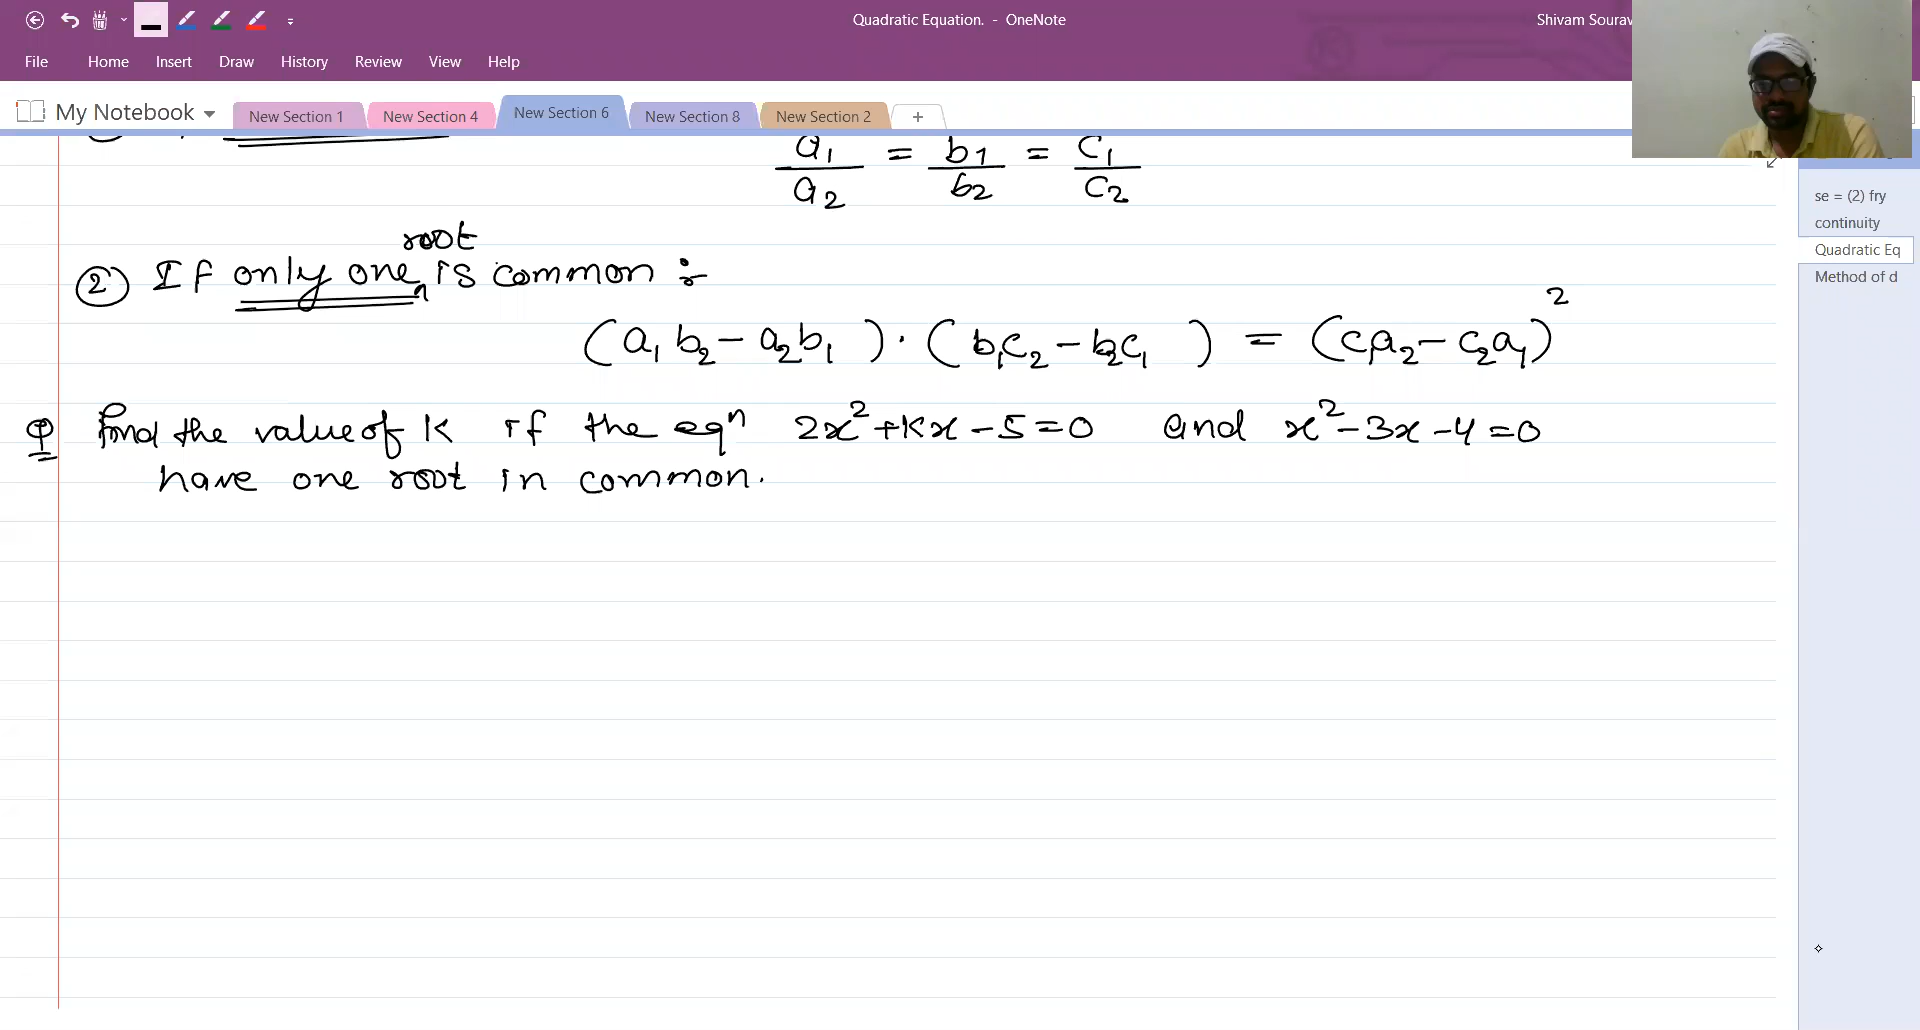 Quadratic Equation. - OneNote
Shivam Sourav
File Home Insert Draw History Review View Help
My Notebook New Section 1 New Section 4 New Section 6 New Section 8 New Section 2 +
a1/a2 = b1/b2 = c1/c2
② If only one root is common :-
(a₁b₂ - a₂b₁) · (b₁c₂ - b₂c₁) = (c₁a₂ - c₂a₁)²
Q Find the value of K if the eqⁿ 2x² + Kx - 5 = 0 and x² - 3x - 4 = 0
have one root in common.
se = (2) fry
continuity
Quadratic Eq
Method of d